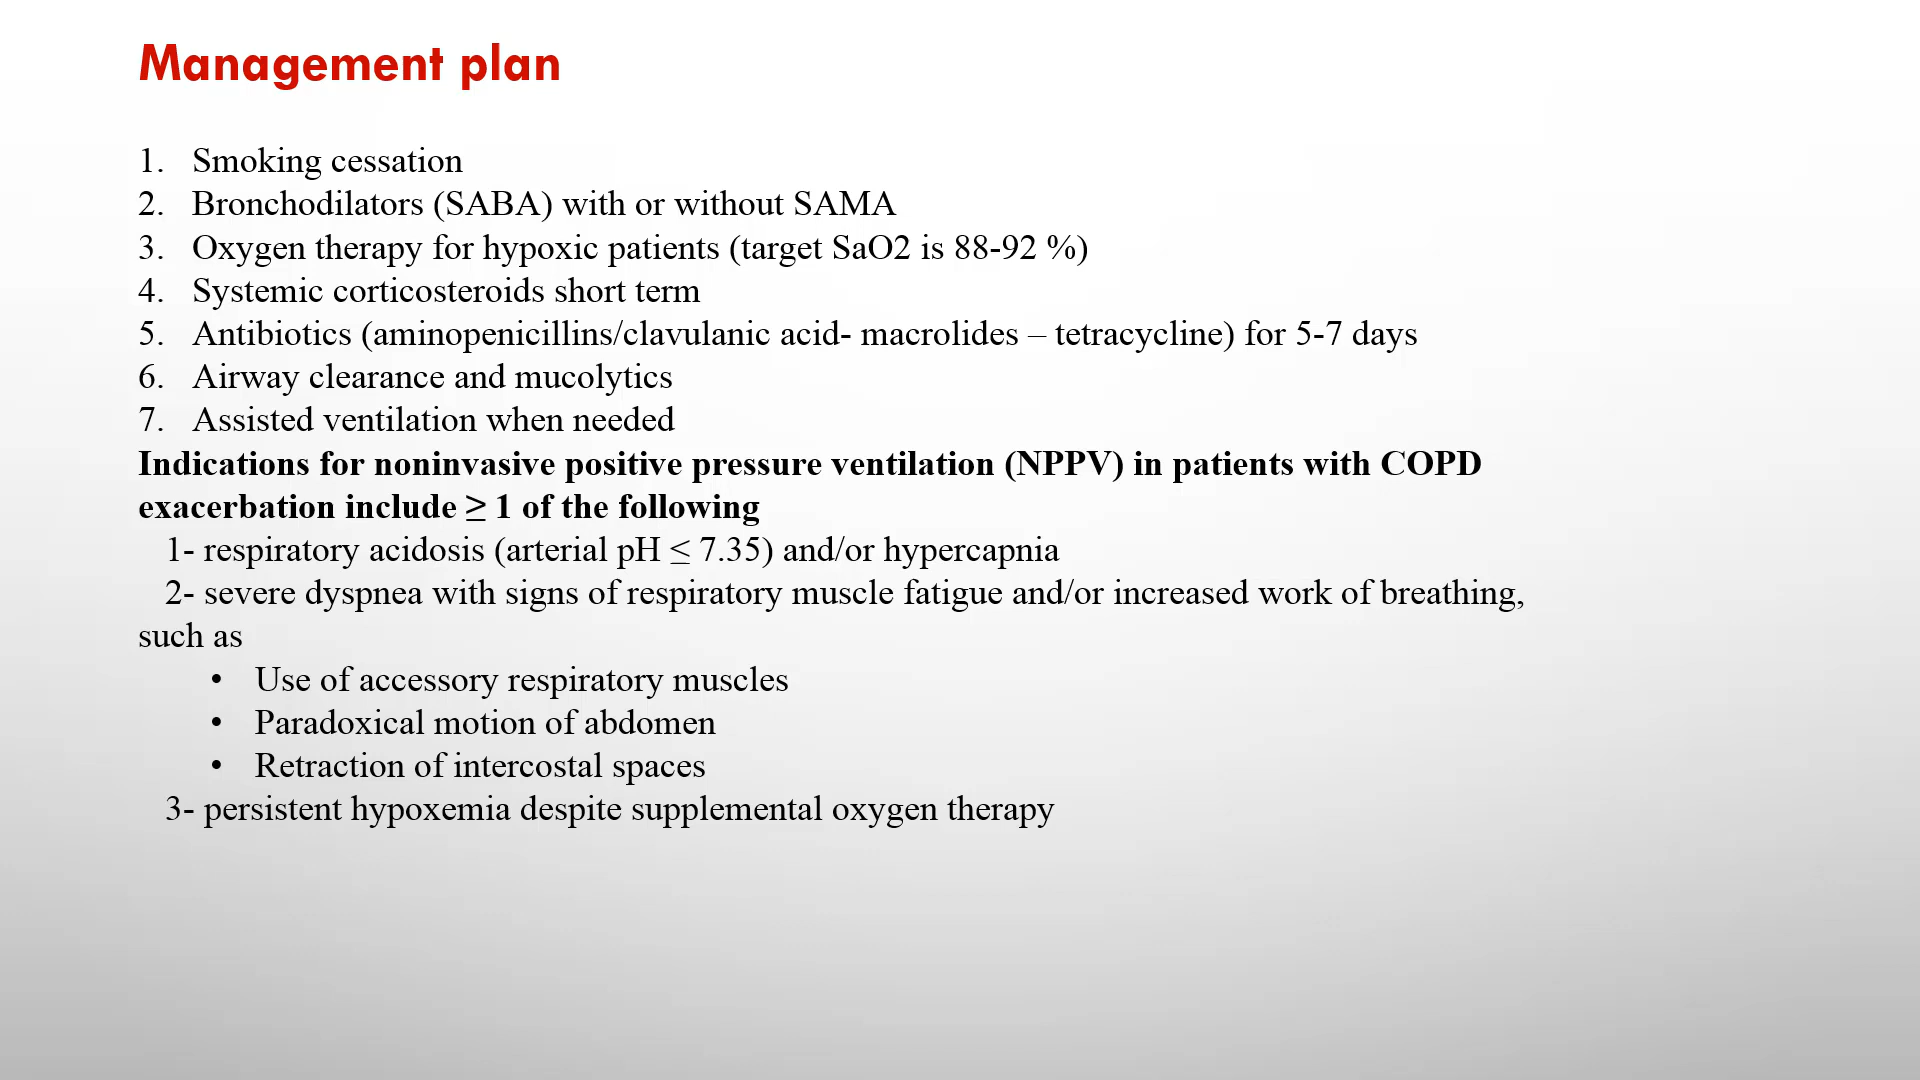 Management plan
1. Smoking cessation
2. Bronchodilators (SABA) with or without SAMA
3. Oxygen therapy for hypoxic patients (target SaO2 is 88-92 %)
4. Systemic corticosteroids short term
5. Antibiotics (aminopenicillins/clavulanic acid- macrolides – tetracycline) for 5-7 days
6. Airway clearance and mucolytics
7. Assisted ventilation when needed
Indications for noninvasive positive pressure ventilation (NPPV) in patients with COPD
exacerbation include ≥ 1 of the following
1- respiratory acidosis (arterial pH ≤ 7.35) and/or hypercapnia
2- severe dyspnea with signs of respiratory muscle fatigue and/or increased work of breathing,
such as
• Use of accessory respiratory muscles
• Paradoxical motion of abdomen
• Retraction of intercostal spaces
3- persistent hypoxemia despite supplemental oxygen therapy